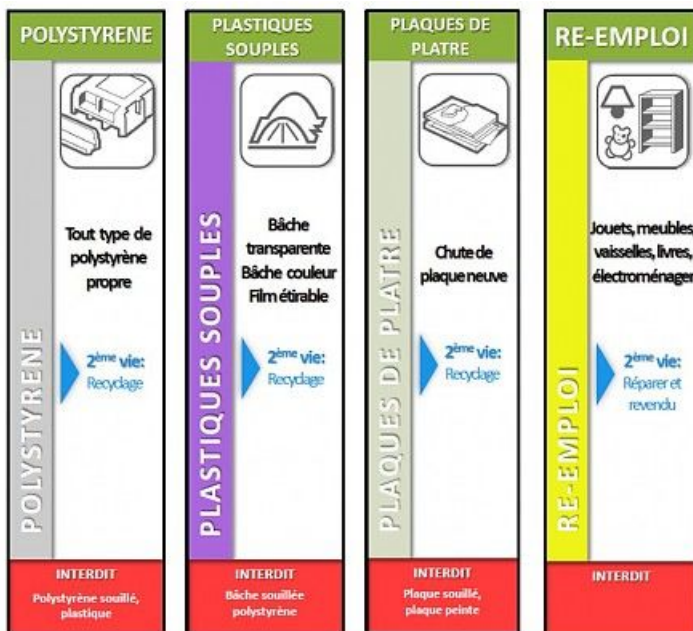 POLYSTYRENE
POLYSTYRENE
Tout type de
polystyrène
propre
2ème vie:
Recyclage
INTERDIT
Polystyrène souillé,
plastique
PLASTIQUES
SOUPLES
PLASTIQUES SOUPLES
Bâche
transparente
Bâche couleur
Film étirable
2ème vie:
Recyclage
INTERDIT
Bâche souillée
polystyrène
PLAQUES DE
PLATRE
PLAQUES DE PLATRE
Chute de
plaque neuve
2ème vie:
Recyclage
INTERDIT
Plaque souillé,
plaque peinte
RE-EMPLOI
RE-EMPLOI
Jouets, meubles,
vaisselles, livres,
électroménager
2ème vie:
Réparer et
revendu
INTERDIT